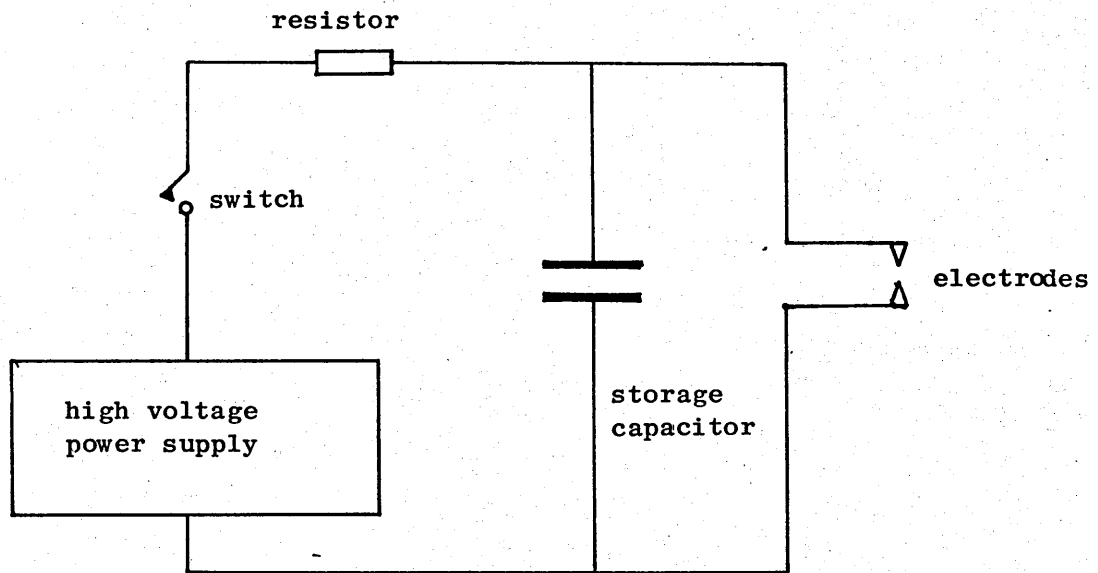 resistor
switch
electrodes
high voltage
power supply
storage
capacitor